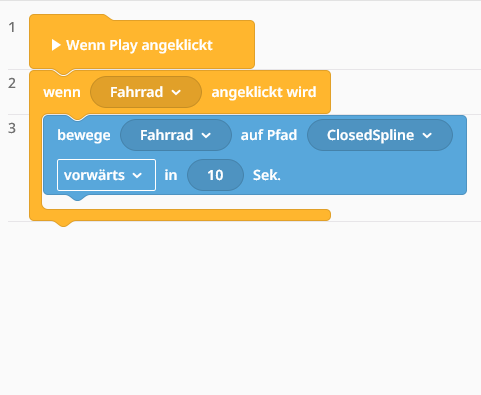 1
Wenn Play angeklickt
2
wenn Fahrrad angeklickt wird
3
bewege Fahrrad auf Pfad ClosedSpline
vorwärts in 10 Sek.